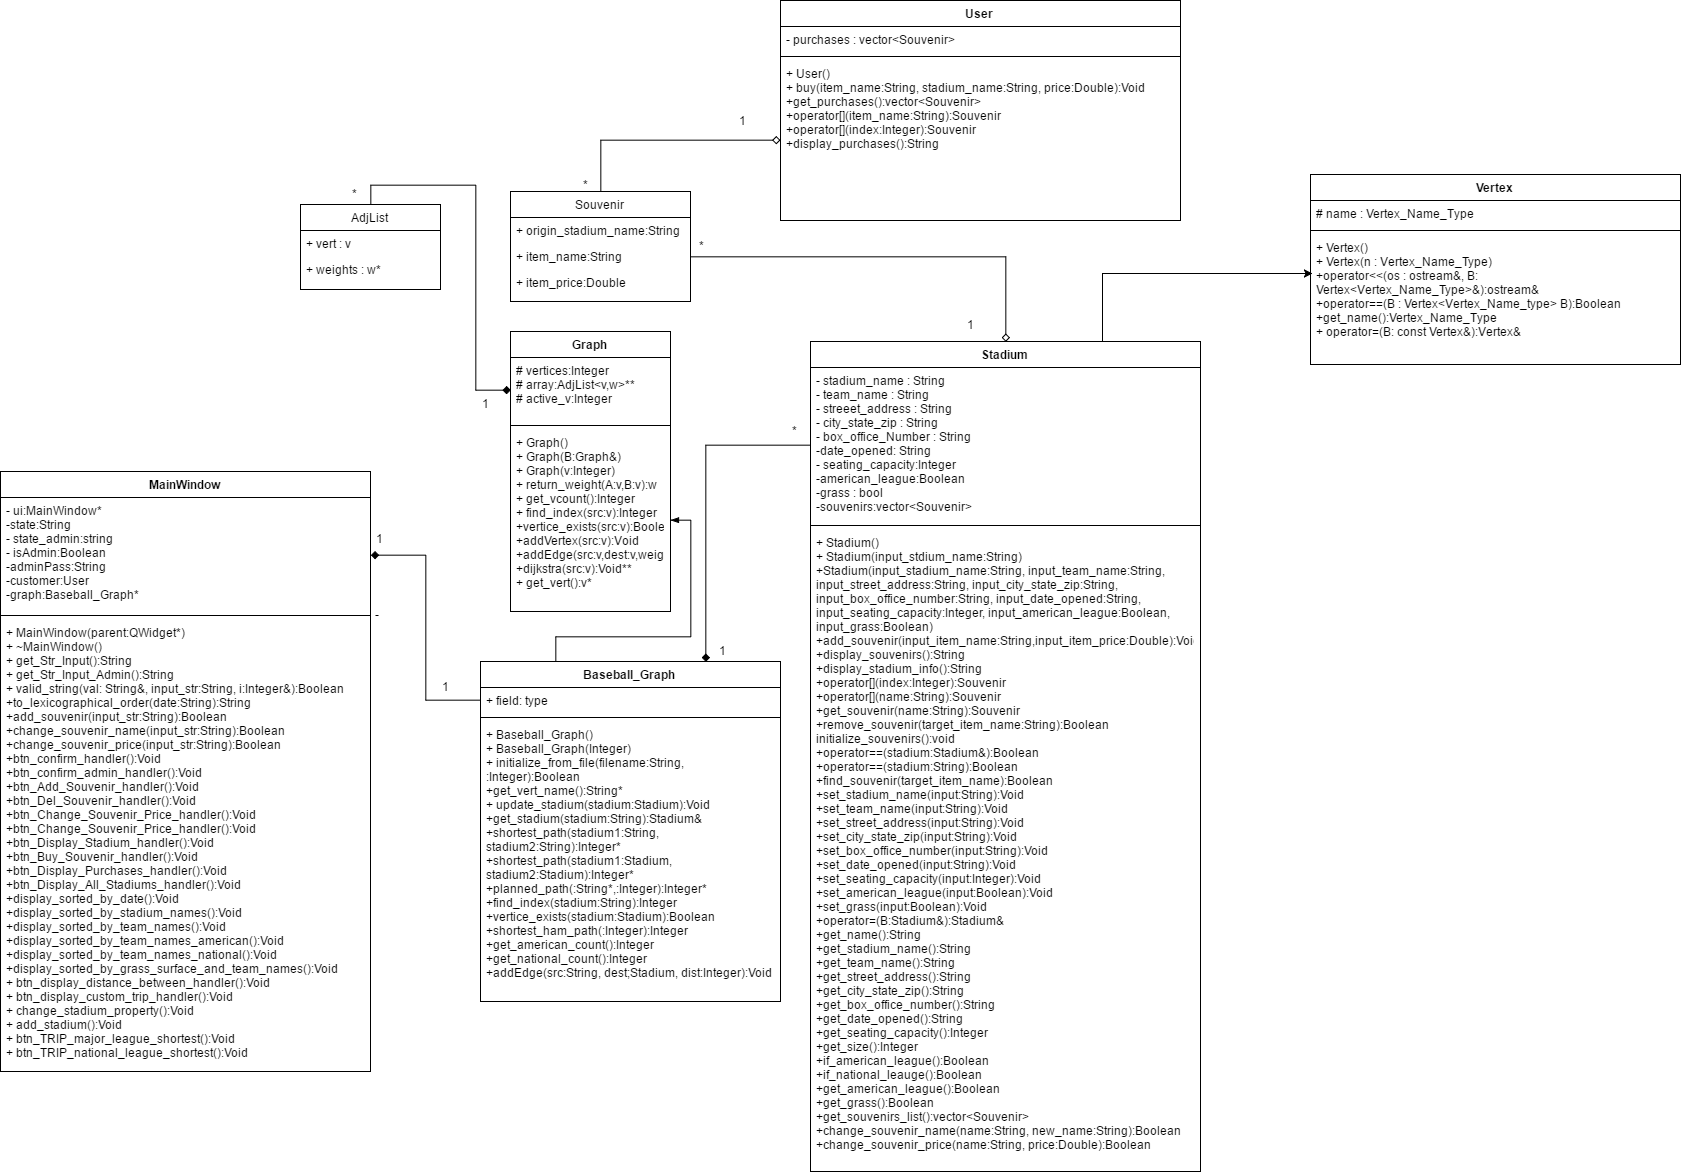 User
- purchases : vector<Souvenir>
+ User()
+ buy(item_name:String, stadium_name:String, price:Double):Void
+get_purchases():vector<Souvenir>
+operator[](item_name:String):Souvenir
+operator[](index:Integer):Souvenir
+display_purchases():String
1
*
*
AdjList
+ vert : v
+ weights : w*
Souvenir
+ origin_stadium_name:String
+ item_name:String
+ item_price:Double
*
1
Vertex
# name : Vertex_Name_Type
+ Vertex()
+ Vertex(n : Vertex_Name_Type)
+operator<<(os : ostream&, B:
Vertex<Vertex_Name_Type>&):ostream&
+operator==(B : Vertex<Vertex_Name_type> B):Boolean
+get_name():Vertex_Name_Type
+ operator=(B: const Vertex&):Vertex&
Graph
# vertices:Integer
# array:AdjList<v,w>**
# active_v:Integer
1
+ Graph()
+ Graph(B:Graph&)
+ Graph(v:Integer)
+ return_weight(A:v,B:v):w
+ get_vcount():Integer
+ find_index(src:v):Integer
+vertice_exists(src:v):Boole
+addVertex(src:v):Void
+addEdge(src:v,dest:v,weig
+dijkstra(src:v):Void**
+ get_vert():v*
Stadium
- stadium_name : String
- team_name : String
- streeet_address : String
- city_state_zip : String
- box_office_Number : String
-date_opened: String
- seating_capacity:Integer
-american_league:Boolean
-grass : bool
-souvenirs:vector<Souvenir>
*
+ Stadium()
+ Stadium(input_stdium_name:String)
+Stadium(input_stadium_name:String, input_team_name:String,
input_street_address:String, input_city_state_zip:String,
input_box_office_number:String, input_date_opened:String,
input_seating_capacity:Integer, input_american_league:Boolean,
input_grass:Boolean)
+add_souvenir(input_item_name:String,input_item_price:Double):Voi
+display_souvenirs():String
+display_stadium_info():String
+operator[](index:Integer):Souvenir
+operator[](name:String):Souvenir
+get_souvenir(name:String):Souvenir
+remove_souvenir(target_item_name:String):Boolean
initialize_souvenirs():void
+operator==(stadium:Stadium&):Boolean
+operator==(stadium:String):Boolean
+find_souvenir(target_item_name):Boolean
+set_stadium_name(input:String):Void
+set_team_name(input:String):Void
+set_street_address(input:String):Void
+set_city_state_zip(input:String):Void
+set_box_office_number(input:String):Void
+set_date_opened(input:String):Void
+set_seating_capacity(input:Integer):Void
+set_american_league(input:Boolean):Void
+set_grass(input:Boolean):Void
+operator=(B:Stadium&):Stadium&
+get_name():String
+get_stadium_name():String
+get_team_name():String
+get_street_address():String
+get_city_state_zip():String
+get_box_office_number():String
+get_date_opened():String
+get_seating_capacity():Integer
+get_size():Integer
+if_american_league():Boolean
+if_national_leauge():Boolean
+get_american_league():Boolean
+get_grass():Boolean
+get_souvenirs_list():vector<Souvenir>
+change_souvenir_name(name:String, new_name:String):Boolean
+change_souvenir_price(name:String, price:Double):Boolean
MainWindow
- ui:MainWindow*
-state:String
- state_admin:string
- isAdmin:Boolean
-adminPass:String
-customer:User
-graph:Baseball_Graph*
1
-
+ MainWindow(parent:QWidget*)
+ ~MainWindow()
+ get_Str_Input():String
+ get_Str_Input_Admin():String
+ valid_string(val: String&, input_str:String, i:Integer&):Boolean
+to_lexicographical_order(date:String):String
+add_souvenir(input_str:String):Boolean
+change_souvenir_name(input_str:String):Boolean
+change_souvenir_price(input_str:String):Boolean
+btn_confirm_handler():Void
+btn_confirm_admin_handler():Void
+btn_Add_Souvenir_handler():Void
+btn_Del_Souvenir_handler():Void
+btn_Change_Souvenir_Price_handler():Void
+btn_Change_Souvenir_Price_handler():Void
+btn_Display_Stadium_handler():Void
+btn_Buy_Souvenir_handler():Void
+btn_Display_Purchases_handler():Void
+btn_Display_All_Stadiums_handler():Void
+display_sorted_by_date():Void
+display_sorted_by_stadium_names():Void
+display_sorted_by_team_names():Void
+display_sorted_by_team_names_american():Void
+display_sorted_by_team_names_national():Void
+display_sorted_by_grass_surface_and_team_names():Void
+ btn_display_distance_between_handler():Void
+ btn_display_custom_trip_handler():Void
+ change_stadium_property():Void
+ add_stadium():Void
+ btn_TRIP_major_league_shortest():Void
+ btn_TRIP_national_league_shortest():Void
1
1
Baseball_Graph
+ field: type
+ Baseball_Graph()
+ Baseball_Graph(Integer)
+ initialize_from_file(filename:String,
:Integer):Boolean
+get_vert_name():String*
+ update_stadium(stadium:Stadium):Void
+get_stadium(stadium:String):Stadium&
+shortest_path(stadium1:String,
stadium2:String):Integer*
+shortest_path(stadium1:Stadium,
stadium2:Stadium):Integer*
+planned_path(:String*,:Integer):Integer*
+find_index(stadium:String):Integer
+vertice_exists(stadium:Stadium):Boolean
+shortest_ham_path(:Integer):Integer
+get_american_count():Integer
+get_national_count():Integer
+addEdge(src:String, dest;Stadium, dist:Integer):Void